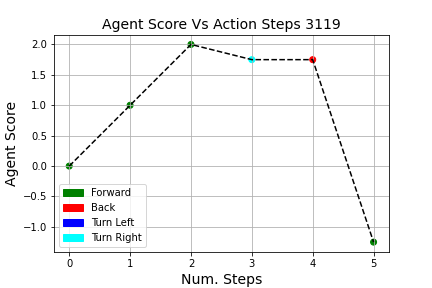 Agent Score Vs Action Steps 3119
Agent Score
2.0
1.5
1.0
0.5
0.0
−0.5
−1.0
Forward
Back
Turn Left
Turn Right
0 1 2 3 4 5
Num. Steps